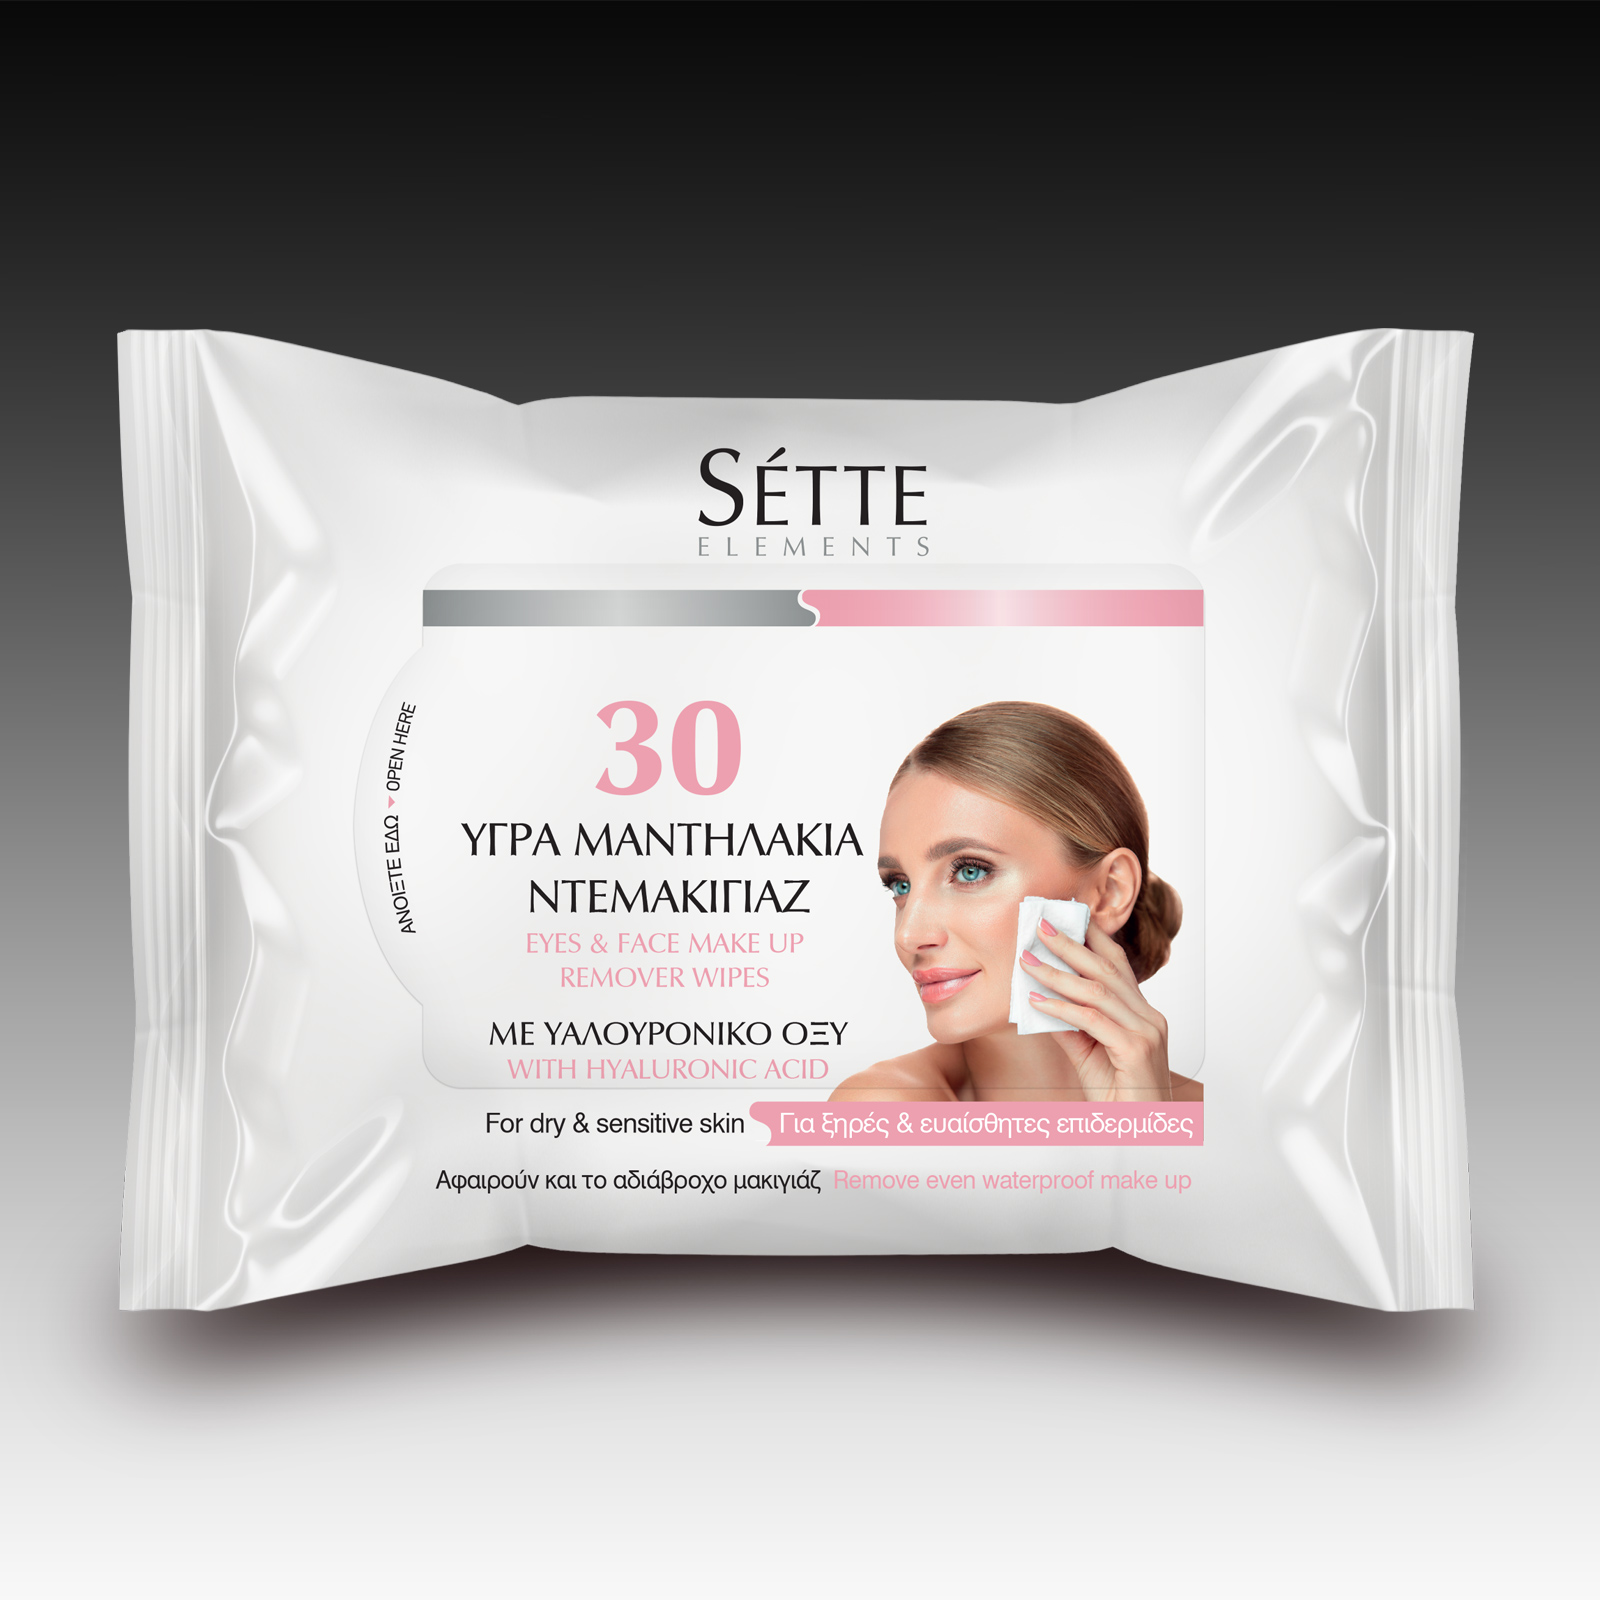 SÉTTE
ELEMENTS
ΑΝΟΙΞΤΕ ΕΔΩ OPEN HERE
30
ΥΓΡΑ ΜΑΝΤΗΛΑΚΙΑ
ΝΤΕΜΑΚΙΓΙΑΖ
EYES & FACE MAKE UP
REMOVER WIPES
ΜΕ ΥΑΛΟΥΡΟΝΙΚΟ ΟΞΥ
WITH HYALURONIC ACID
For dry & sensitive skin Για ξηρές & ευαίσθητες επιδερμίδες
Αφαιρούν και το αδιάβροχο μακιγιάζ Remove even waterproof make up